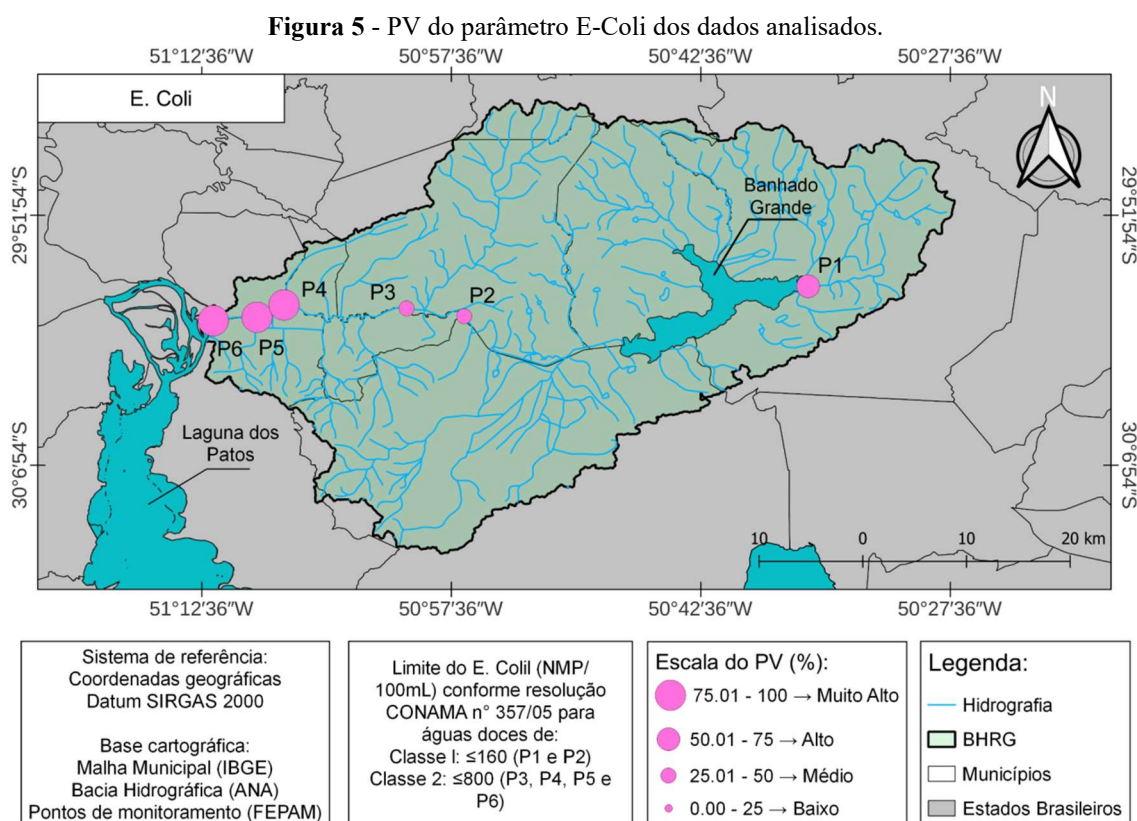 Figura 5 - PV do parâmetro E-Coli dos dados analisados.
51°12′36″W 50°57′36″W 50°42′36″W 50°27′36″W
E. Coli
N
29°51′54″S
29°51′54″S
Banhado
Grande
P1
P4
P3
P2
P6
P5
Laguna dos
Patos
30°6′54″S
30°6′54″S
10 0 10 20 km
51°12′36″W 50°57′36″W 50°42′36″W 50°27′36″W
Sistema de referência:
Coordenadas geográficas
Datum SIRGAS 2000
Base cartográfica:
Malha Municipal (IBGE)
Bacia Hidrográfica (ANA)
Pontos de monitoramento (FEPAM)
Limite do E. Colil (NMP/
100mL) conforme resolução
CONAMA n° 357/05 para
águas doces de:
Classe I: ≤160 (P1 e P2)
Classe 2: ≤800 (P3, P4, P5 e
P6)
Escala do PV (%):
75.01 - 100 → Muito Alto
50.01 - 75 → Alto
25.01 - 50 → Médio
0.00 - 25 → Baixo
Legenda:
Hidrografia
BHRG
Municípios
Estados Brasileiros